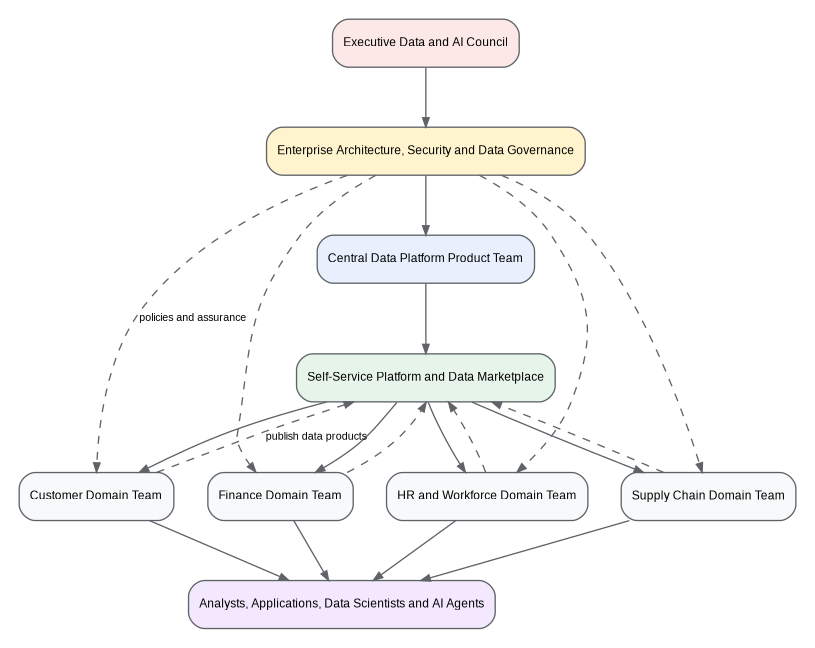 Executive Data and AI Council
Enterprise Architecture, Security and Data Governance
Central Data Platform Product Team
policies and assurance
Self-Service Platform and Data Marketplace
publish data products
Customer Domain Team
Finance Domain Team
HR and Workforce Domain Team
Supply Chain Domain Team
Analysts, Applications, Data Scientists and AI Agents